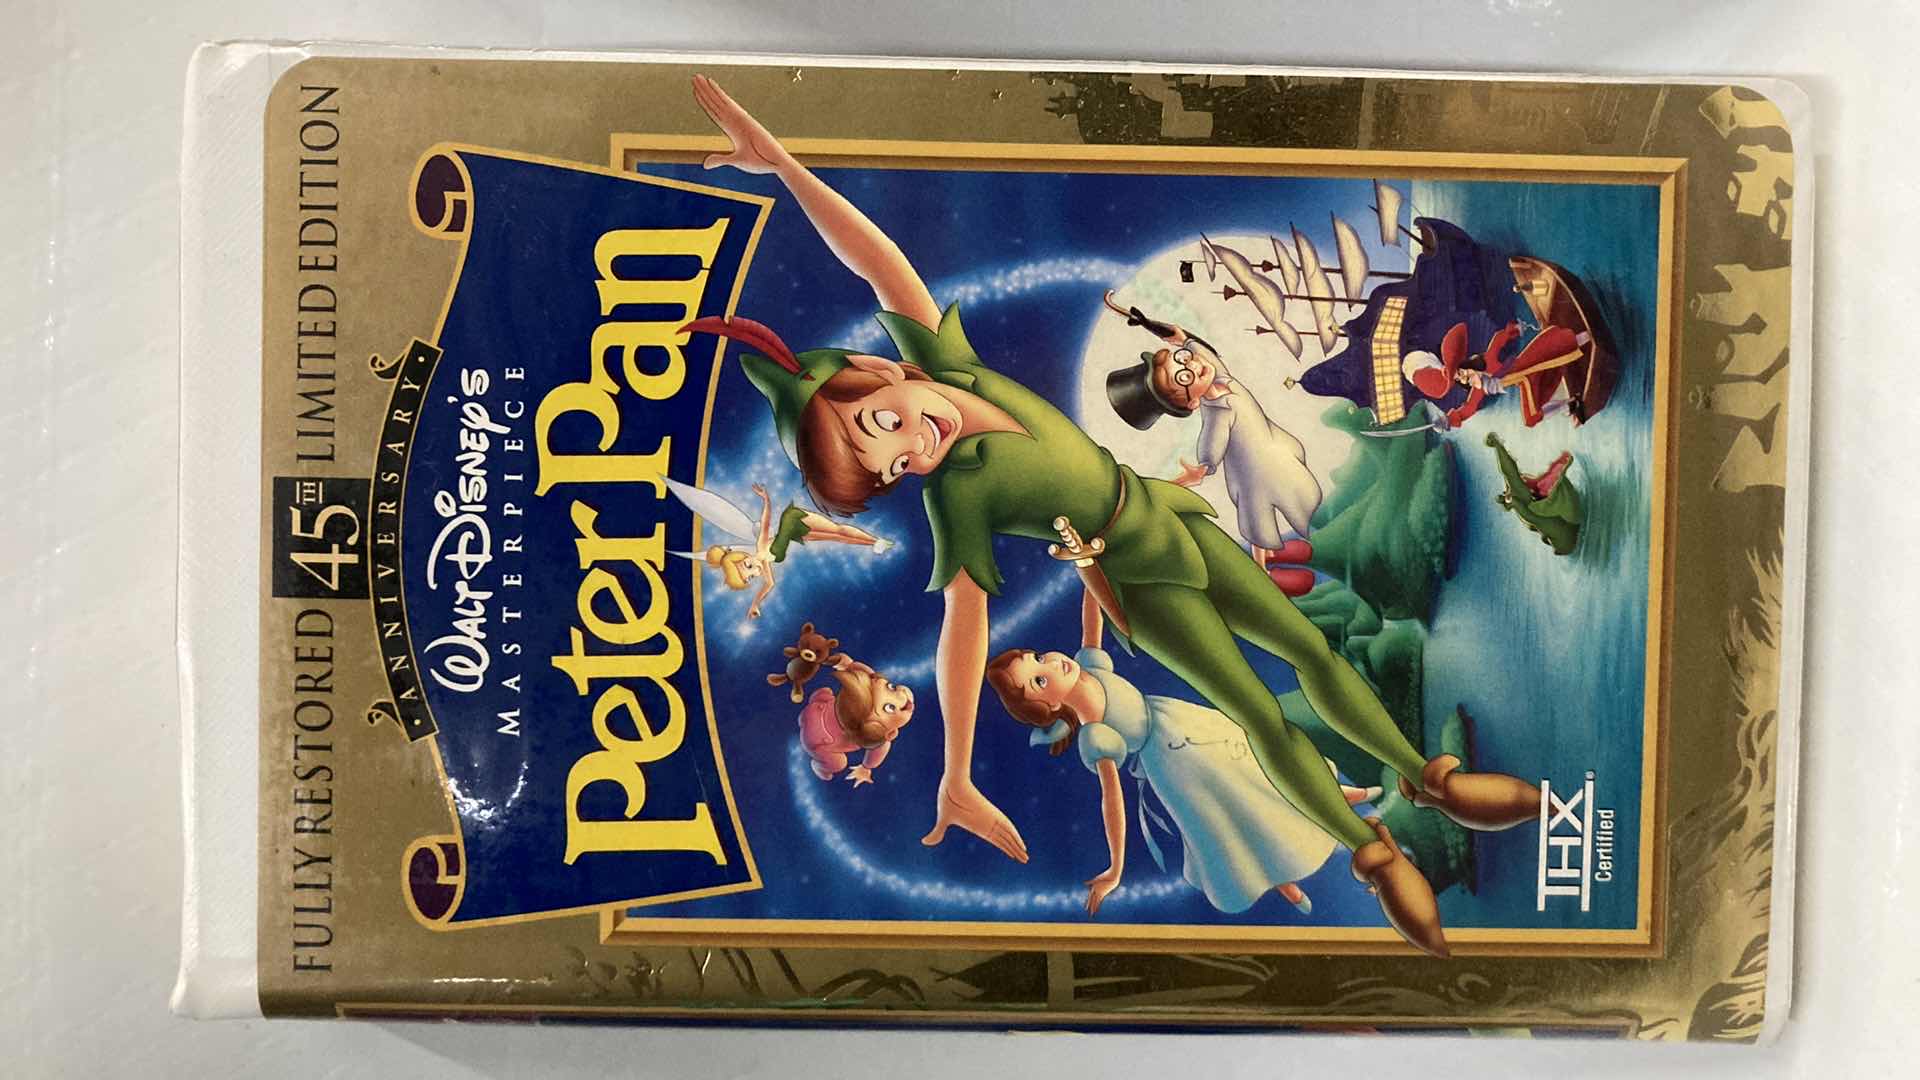 FULLY RESTORED 45TH LIMITED EDITION
· ANNIVERSARY ·
WALT DISNEY'S
MASTERPIECE
Peter Pan
THX
Certified